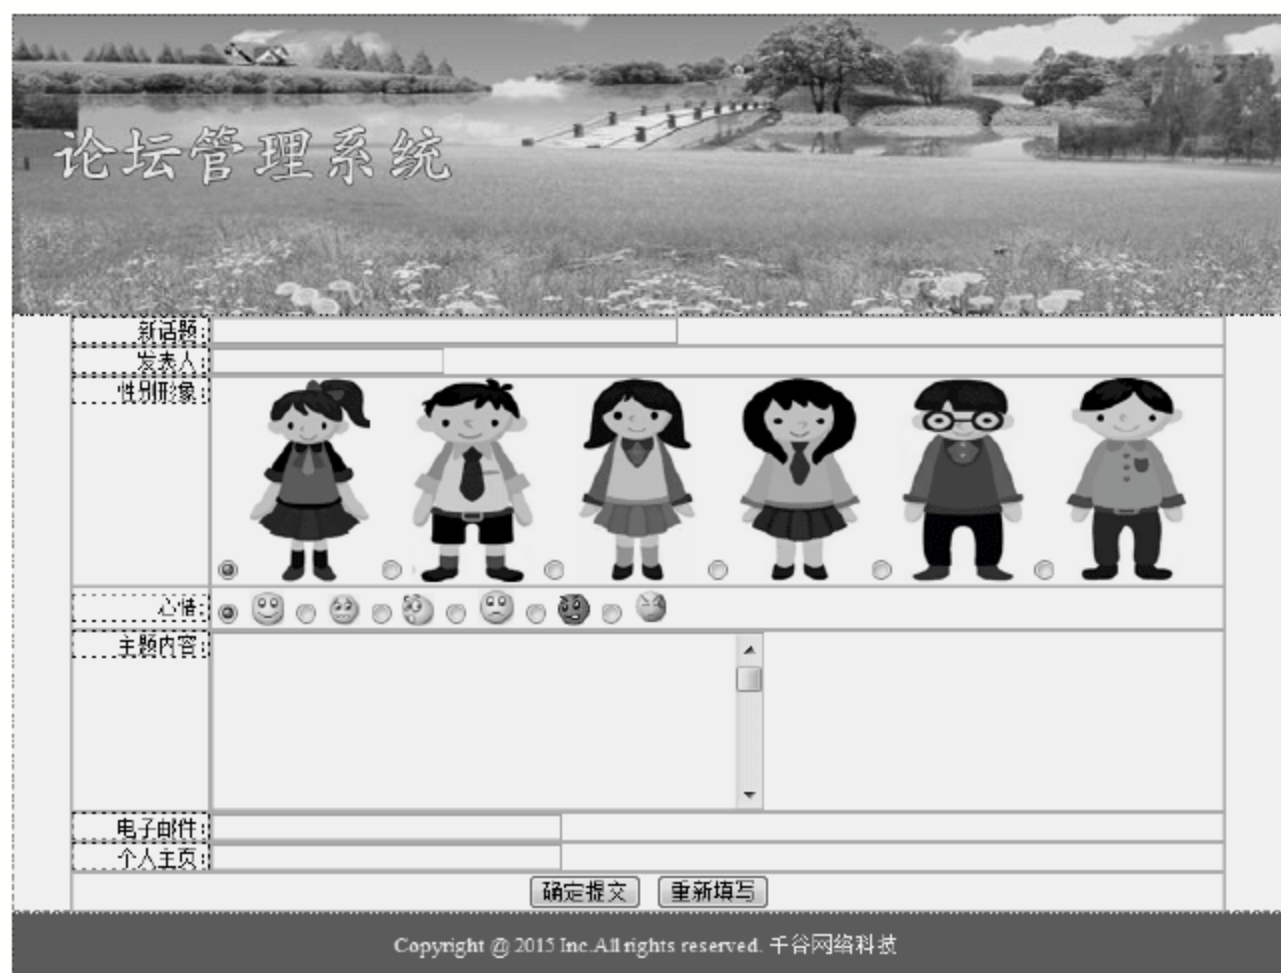 论坛管理系统
新话题:
发表人:
性别形象:
心情:
主题内容:
电子邮件:
个人主页:
确定提交 重新填写
Copyright @ 2015 Inc.All rights reserved. 千谷网络科技